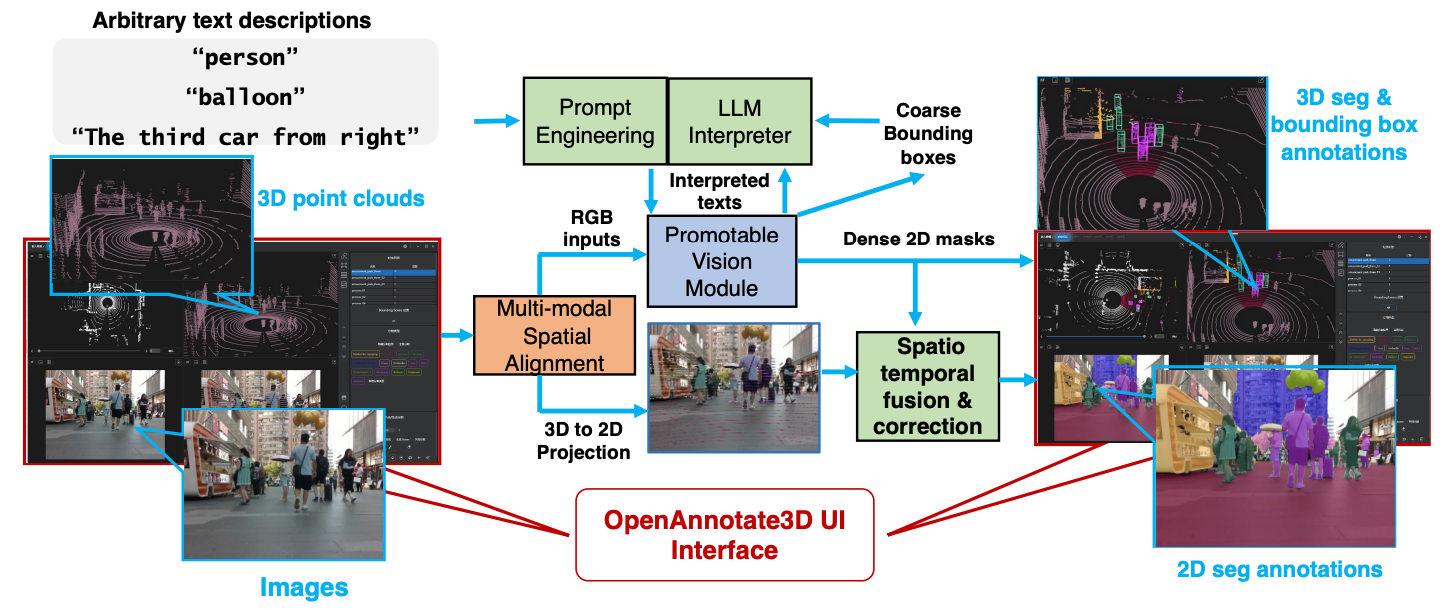 Arbitrary text descriptions
“person”
“balloon”
“The third car from right”
3D point clouds
Images
Prompt
Engineering
LLM
Interpreter
Coarse
Bounding
boxes
Interpreted
texts
RGB
inputs
Promotable
Vision
Module
Dense 2D masks
Multi-modal
Spatial
Alignment
3D to 2D
Projection
Spatio
temporal
fusion &
correction
OpenAnnotate3D UI
Interface
3D seg &
bounding box
annotations
2D seg annotations